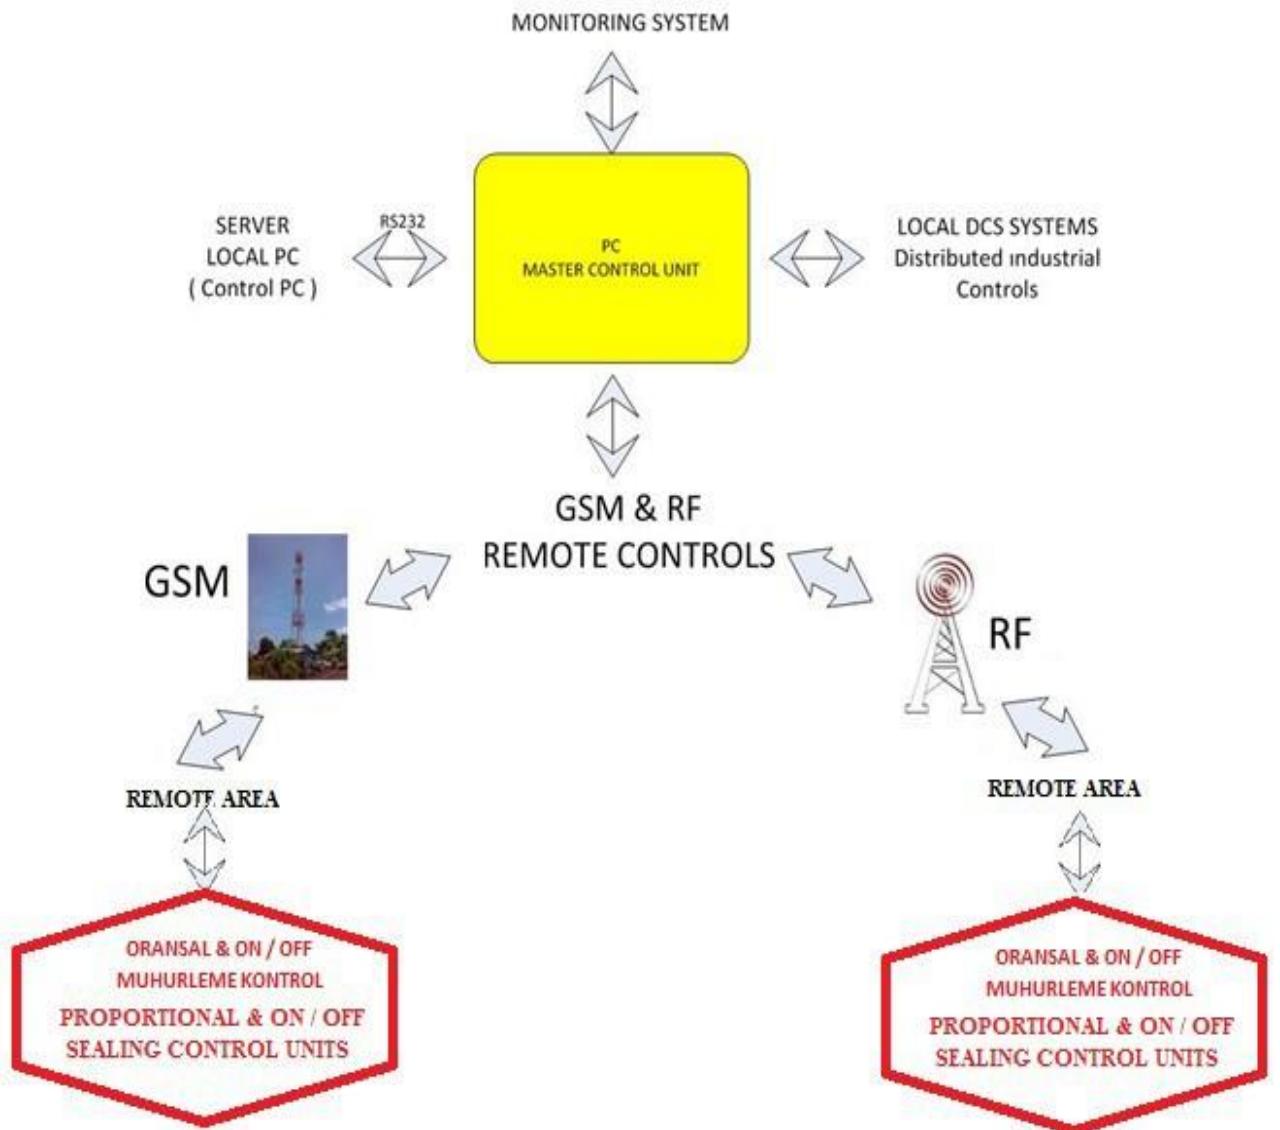 MONITORING SYSTEM
SERVER
LOCAL PC
( Control PC )
RS232
PC
MASTER CONTROL UNIT
LOCAL DCS SYSTEMS
Distributed ındustrial
Controls
GSM & RF
REMOTE CONTROLS
GSM
RF
REMOTE AREA
REMOTE AREA
ORANSAL & ON / OFF
MUHURLEME KONTROL
PROPORTIONAL & ON / OFF
SEALING CONTROL UNITS
ORANSAL & ON / OFF
MUHURLEME KONTROL
PROPORTIONAL & ON / OFF
SEALING CONTROL UNITS